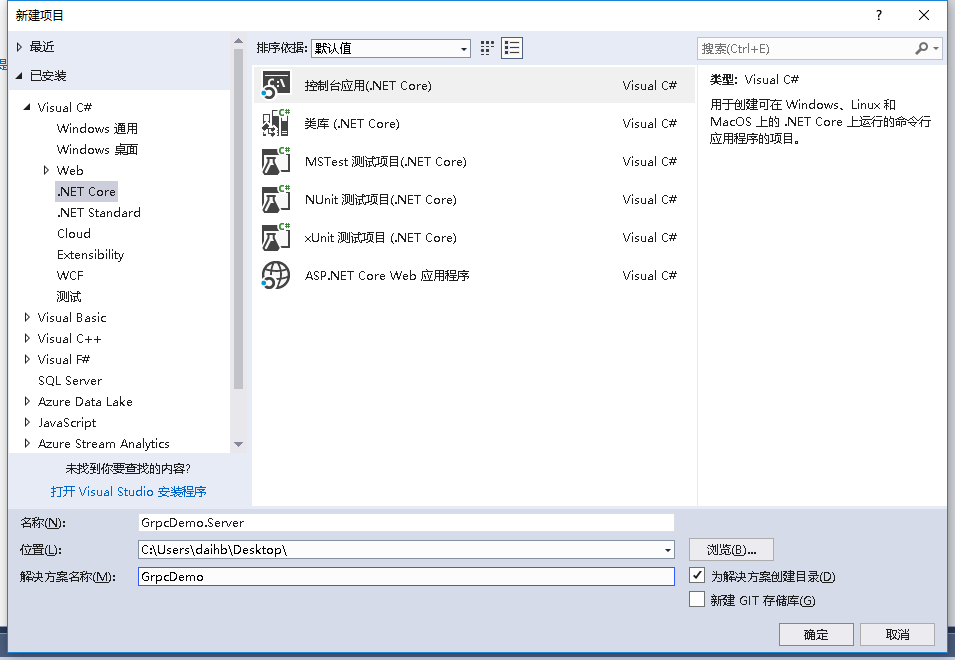 新建项目
?
最近
已安装
Visual C#
Windows 通用
Windows 桌面
Web
.NET Core
.NET Standard
Cloud
Extensibility
WCF
测试
Visual Basic
Visual C++
Visual F#
SQL Server
Azure Data Lake
JavaScript
Azure Stream Analytics
未找到你要查找的内容?
打开 Visual Studio 安装程序
排序依据: 默认值
控制台应用(.NET Core) Visual C#
类库 (.NET Core) Visual C#
MSTest 测试项目(.NET Core) Visual C#
NUnit 测试项目(.NET Core) Visual C#
xUnit 测试项目 (.NET Core) Visual C#
ASP.NET Core Web 应用程序 Visual C#
搜索(Ctrl+E)
类型: Visual C#
用于创建可在 Windows、Linux 和
MacOS 上的 .NET Core 上运行的命令行
应用程序的项目。
名称(N): GrpcDemo.Server
位置(L): C:\Users\daihb\Desktop\ 浏览(B)...
解决方案名称(M): GrpcDemo
为解决方案创建目录(D)
新建 GIT 存储库(G)
确定 取消